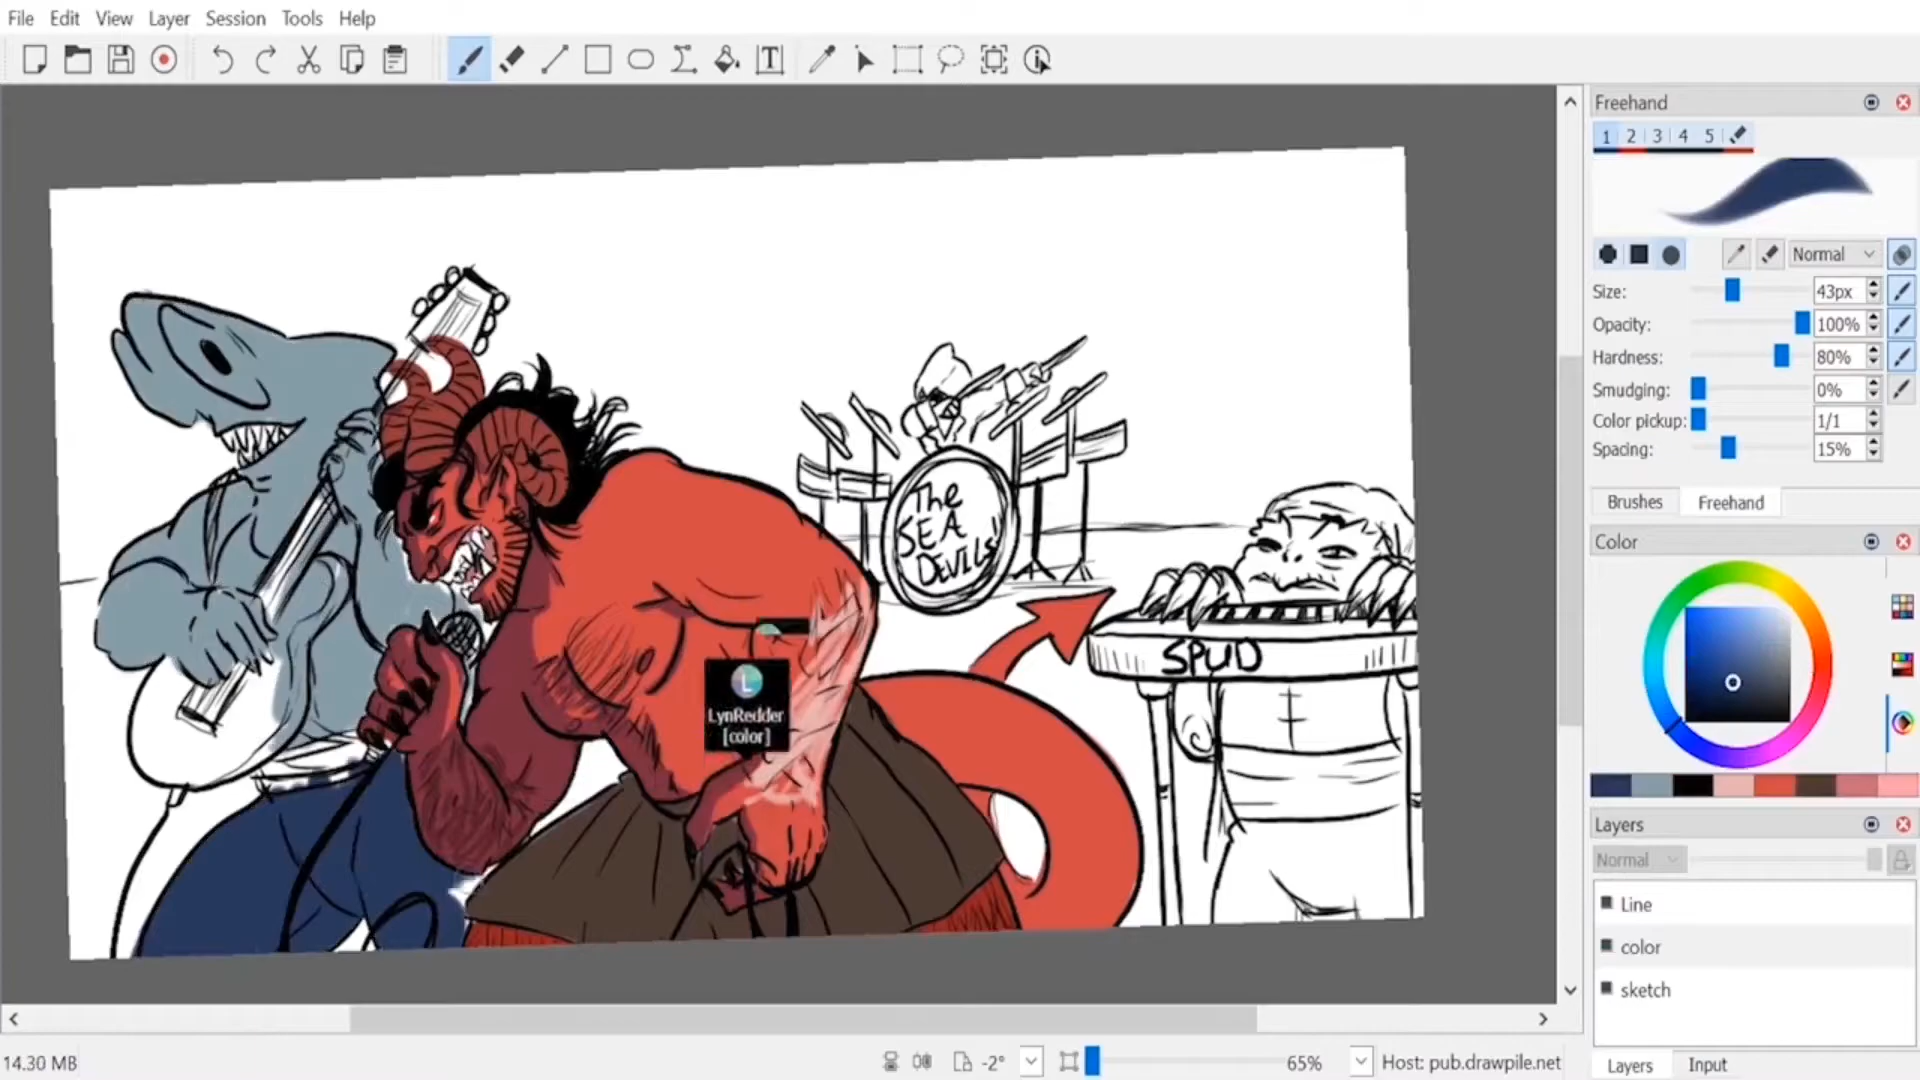 File Edit View Layer Session Tools Help
Freehand
1 2 3 4 5
Normal
Size: 43px
Opacity: 100%
Hardness: 80%
Smudging: 0%
Color pickup: 1/1
Spacing: 15%
Brushes Freehand
Color
The
SEA
DEVILS!
SPUD
L
LynRedder
[color]
Layers
Normal
Line
color
sketch
Layers Input
14.30 MB
-2°
65%
Host: pub.drawpile.net